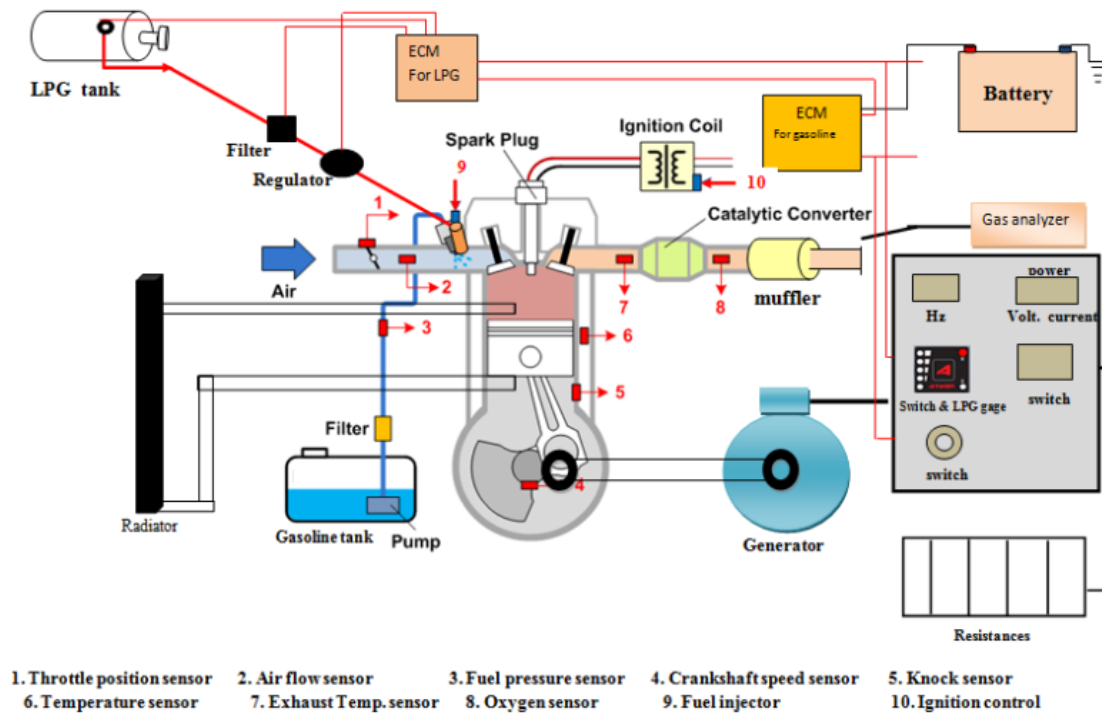 LPG tank
ECM
For LPG
Battery
ECM
For gasoline
Ignition Coil
Spark Plug
Filter
Regulator
9
10
1
Catalytic Converter
Gas analyzer
Air
2
7
8
muffler
power
Hz
Volt. current
3
6
5
Switch & LPG gage
switch
Filter
switch
4
Radiator
Gasoline tank
Pump
Generator
Resistances
1. Throttle position sensor 2. Air flow sensor 3. Fuel pressure sensor 4. Crankshaft speed sensor 5. Knock sensor
6. Temperature sensor 7. Exhaust Temp. sensor 8. Oxygen sensor 9. Fuel injector 10. Ignition control